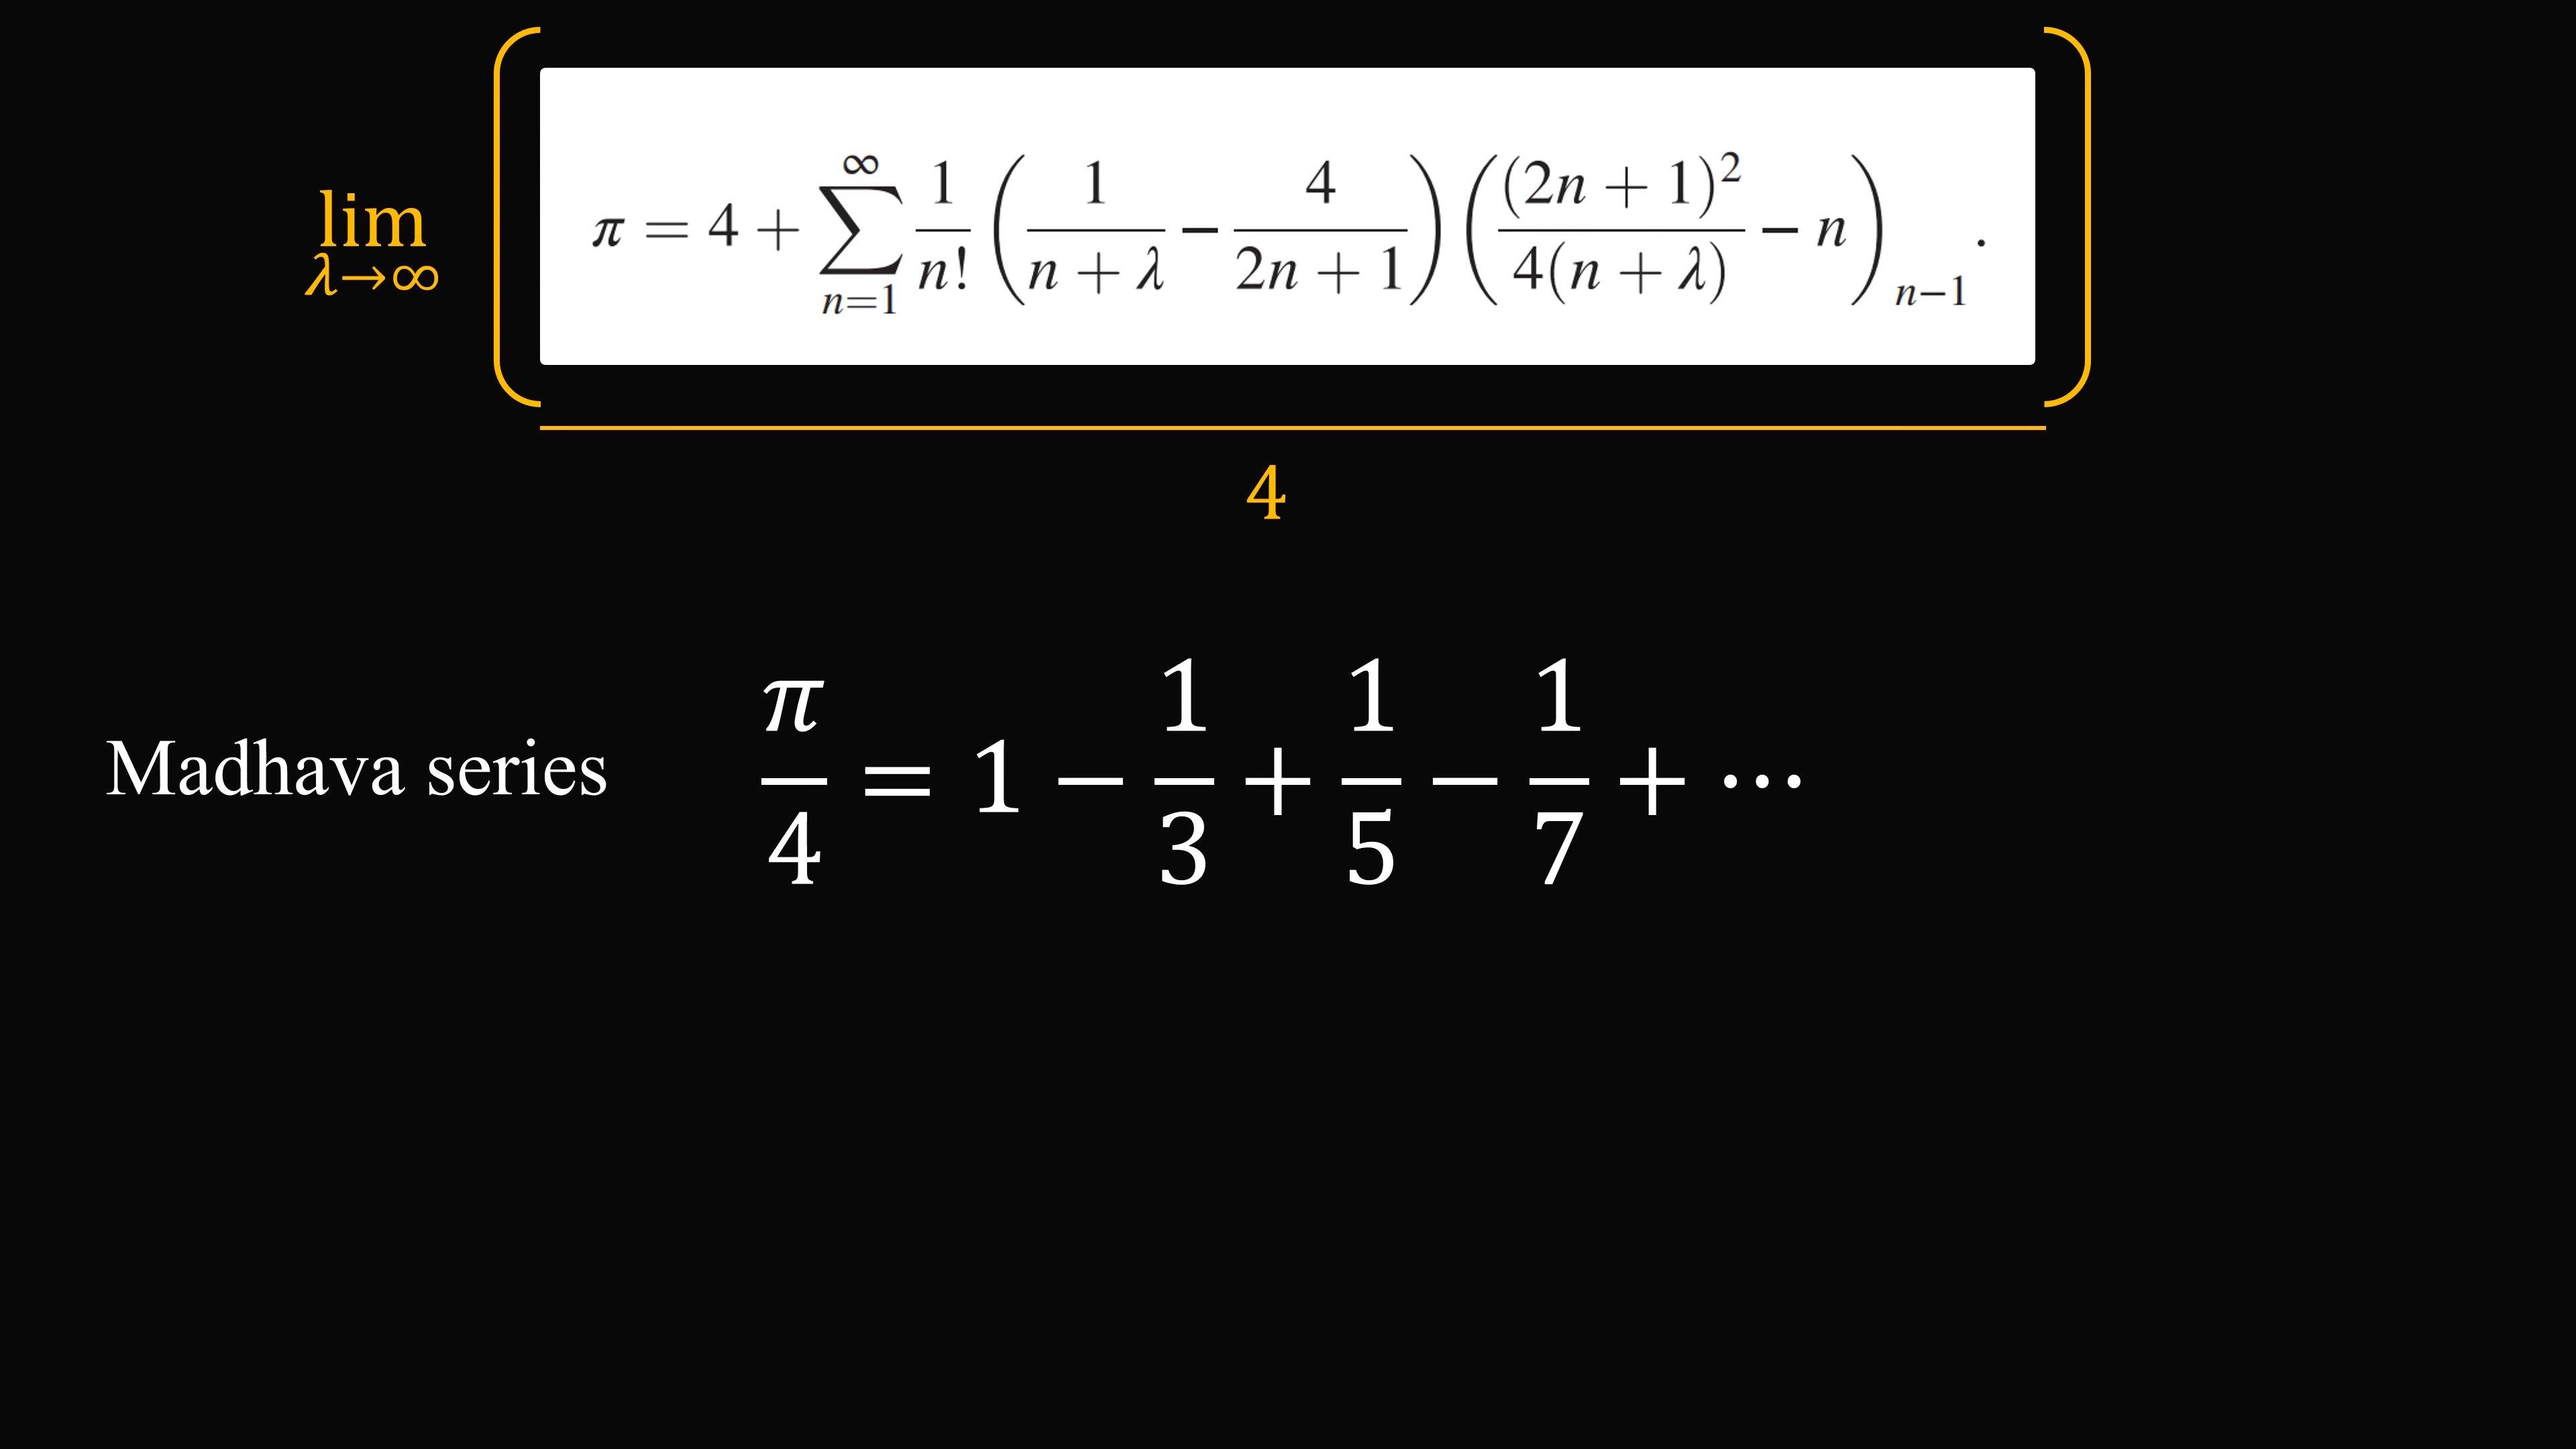 lim λ→∞ ( π = 4 + ∑_{n=1}^{∞} 1/n! ( 1/(n + λ) − 4/(2n + 1) ) ( (2n + 1)²/(4(n + λ)) − n )_{n−1} . )
4
Madhava series π/4 = 1 − 1/3 + 1/5 − 1/7 + ⋯